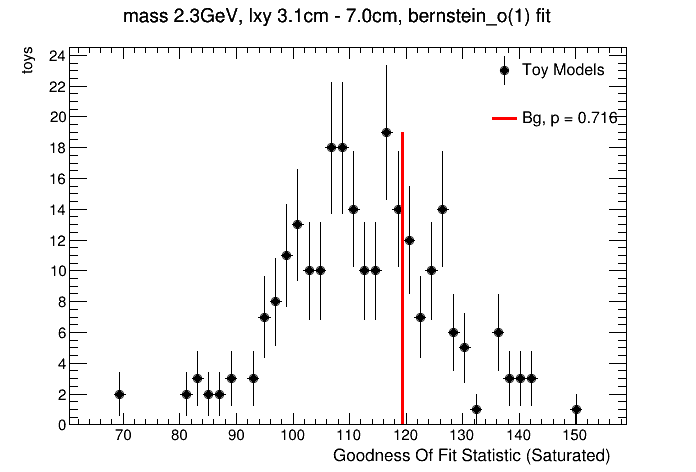 mass 2.3GeV, lxy 3.1cm - 7.0cm, bernstein_o(1) fit
toys
24
22
20
18
16
14
12
10
8
6
4
2
0
Toy Models
Bg, p = 0.716
70 80 90 100 110 120 130 140 150
Goodness Of Fit Statistic (Saturated)